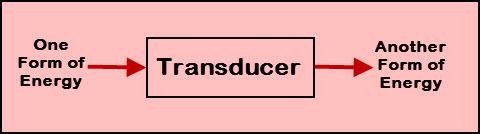 One
Form of
Energy
Transducer
Another
Form of
Energy